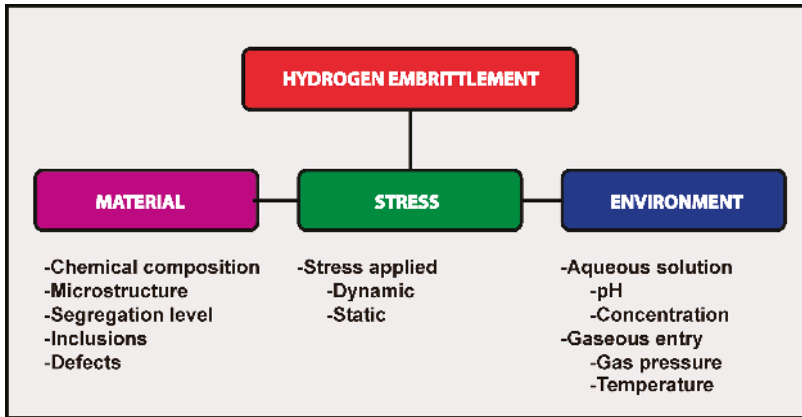 HYDROGEN EMBRITTLEMENT
MATERIAL
STRESS
ENVIRONMENT
-Chemical composition
-Microstructure
-Segregation level
-Inclusions
-Defects
-Stress applied
-Dynamic
-Static
-Aqueous solution
-pH
-Concentration
-Gaseous entry
-Gas pressure
-Temperature